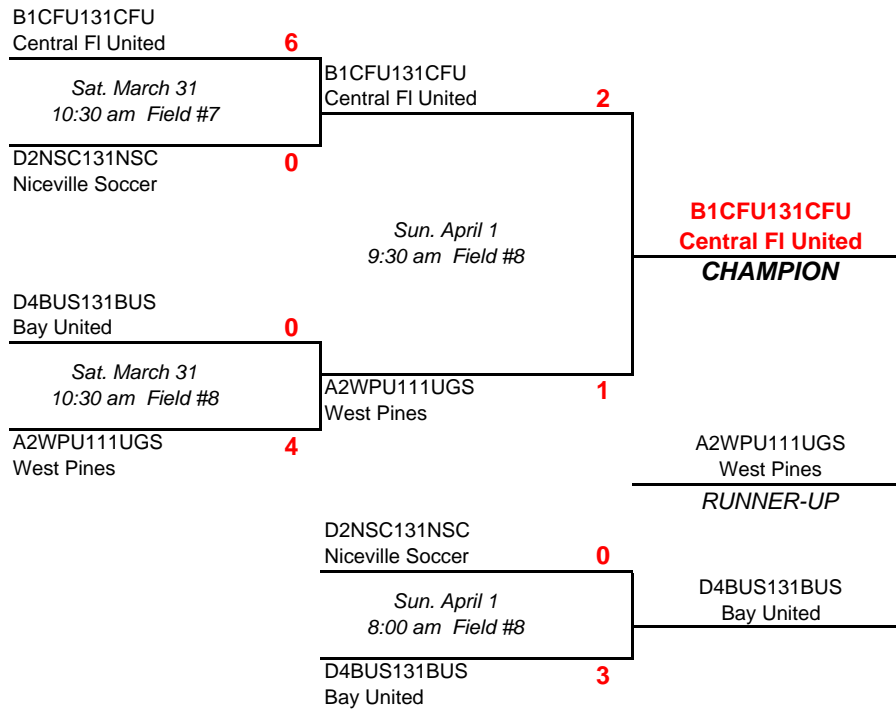 B1CFU131CFU
Central Fl United 6
Sat. March 31
10:30 am Field #7
D2NSC131NSC 0
Niceville Soccer
B1CFU131CFU
Central Fl United 2
Sun. April 1
9:30 am Field #8
B1CFU131CFU
Central Fl United
CHAMPION
D4BUS131BUS
Bay United 0
Sat. March 31
10:30 am Field #8
A2WPU111UGS 4
West Pines
A2WPU111UGS 1
West Pines
A2WPU111UGS
West Pines
RUNNER-UP
D2NSC131NSC
Niceville Soccer 0
Sun. April 1
8:00 am Field #8
D4BUS131BUS 3
Bay United
D4BUS131BUS
Bay United